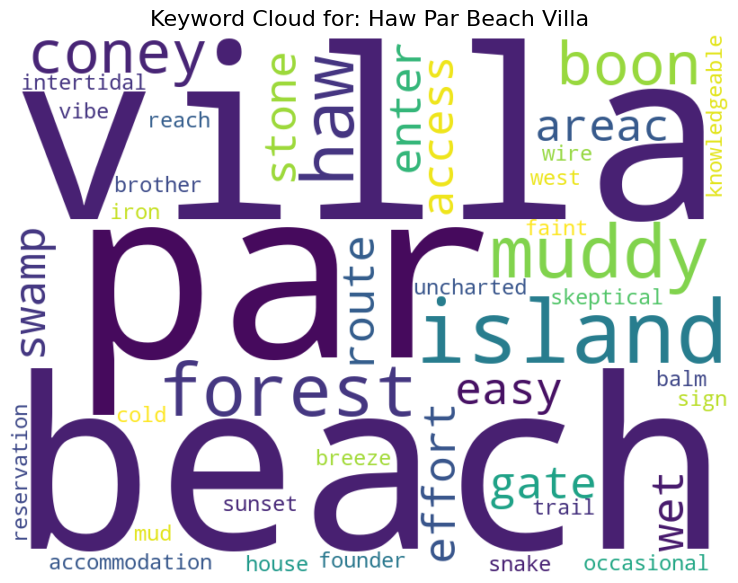 Keyword Cloud for: Haw Par Beach Villa
coney
villa
boon
intertidal
vibe
reach
stone
haw
enter
access
areac
knowledgeable
wire
west
brother
iron
par
faint
muddy
swamp
route
uncharted
skeptical
island
forest
easy
balm
sign
cold
beach
reservation
breeze
effort
gate
wet
sunset
trail
mud
accommodation
house
founder
snake
occasional